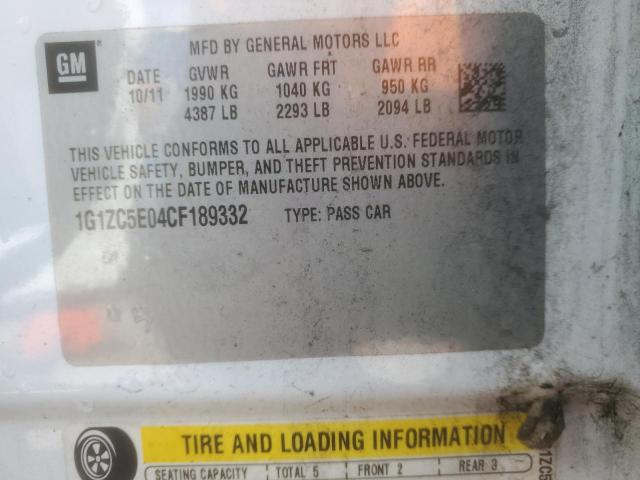 GM
MFD BY GENERAL MOTORS LLC
DATE GVWR GAWR FRT GAWR RR
10/11 1990 KG 1040 KG 950 KG
4387 LB 2293 LB 2094 LB
THIS VEHICLE CONFORMS TO ALL APPLICABLE U.S. FEDERAL MOTOR
VEHICLE SAFETY, BUMPER, AND THEFT PREVENTION STANDARDS IN
EFFECT ON THE DATE OF MANUFACTURE SHOWN ABOVE.
1G1ZC5E04CF189332 TYPE: PASS CAR
TIRE AND LOADING INFORMATION
SEATING CAPACITY TOTAL 5 FRONT 2 REAR 3
1ZC5